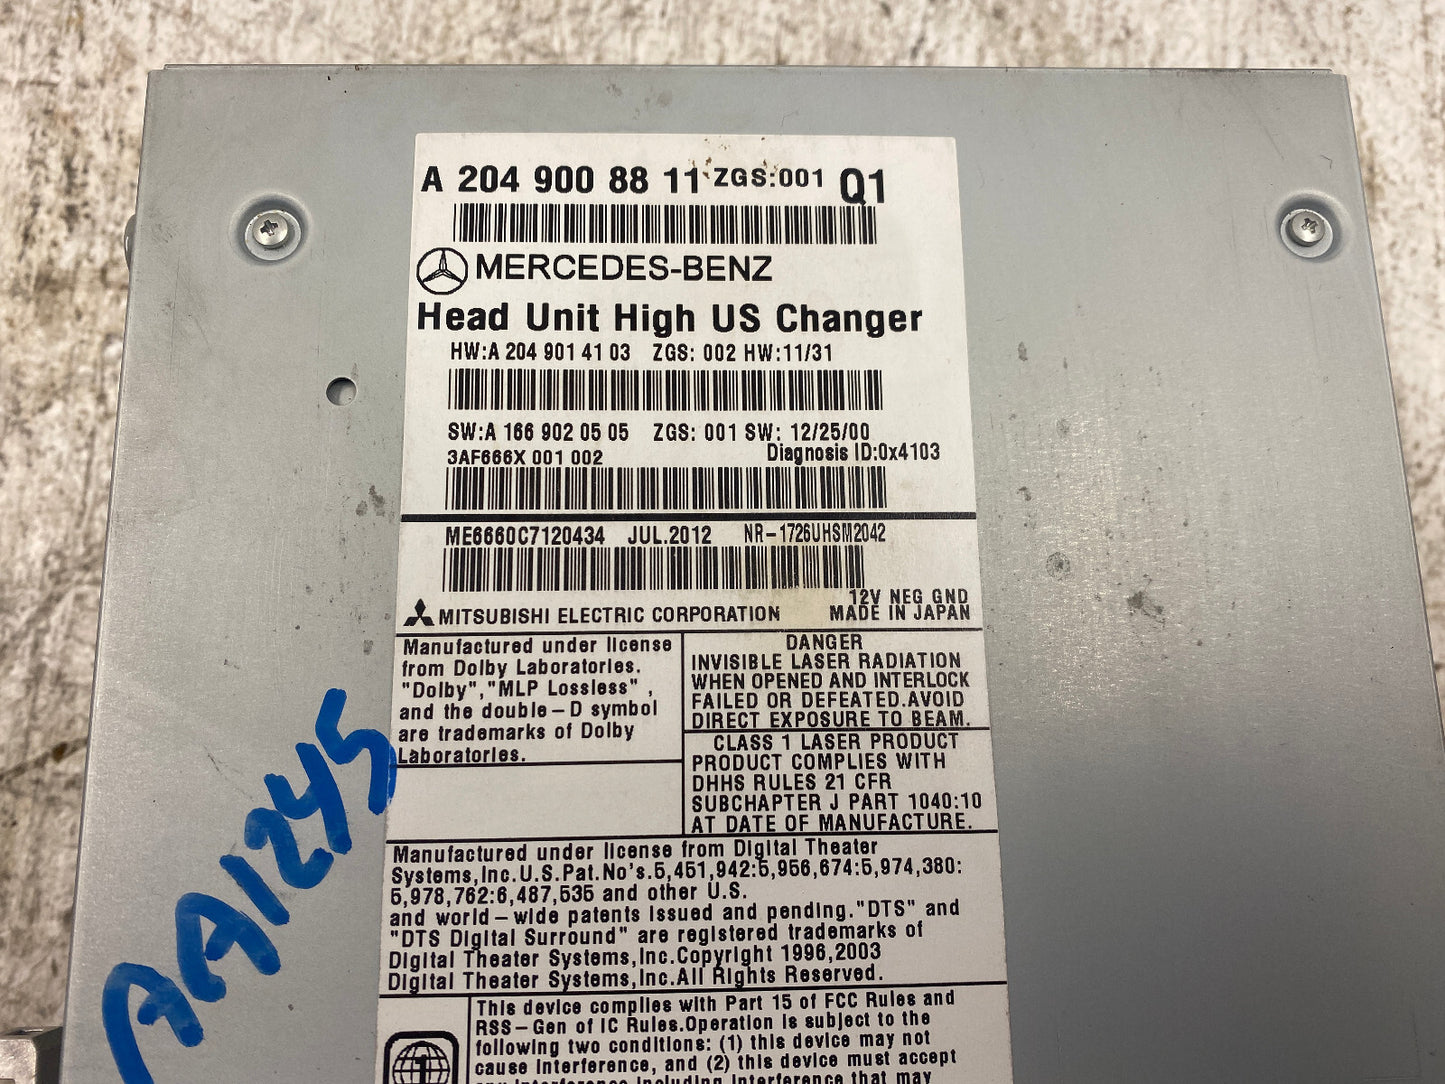 A 204 900 88 11 ZGS:001 Q1
MERCEDES-BENZ
Head Unit High US Changer
HW:A 204 901 41 03 ZGS: 002 HW:11/31
SW:A 166 902 05 05 ZGS: 001 SW: 12/25/00
3AF666X 001 002 Diagnosis ID:0x4103
ME6660C7120434 JUL.2012 NR-1726UHSM2042
12V NEG GND
MITSUBISHI ELECTRIC CORPORATION MADE IN JAPAN
Manufactured under license
from Dolby Laboratories.
"Dolby","MLP Lossless" ,
and the double-D symbol
are trademarks of Dolby
Laboratories.
DANGER
INVISIBLE LASER RADIATION
WHEN OPENED AND INTERLOCK
FAILED OR DEFEATED.AVOID
DIRECT EXPOSURE TO BEAM.
CLASS 1 LASER PRODUCT
PRODUCT COMPLIES WITH
DHHS RULES 21 CFR
SUBCHAPTER J PART 1040:10
AT DATE OF MANUFACTURE.
Manufactured under license from Digital Theater
Systems,Inc.U.S.Pat.No's.5,451,942:5,956,674:5,974,380:
5,978,762:6,487,535 and other U.S.
and world-wide patents issued and pending."DTS" and
"DTS Digital Surround" are registered trademarks of
Digital Theater Systems,Inc.Copyright 1996,2003
Digital Theater Systems,Inc.All Rights Reserved.
This device complies with Part 15 of FCC Rules and
RSS-Gen of IC Rules.Operation is subject to the
following two conditions: (1) this device may not
cause interference, and (2) this device must accept
any interference including interference that may
1
AA1245